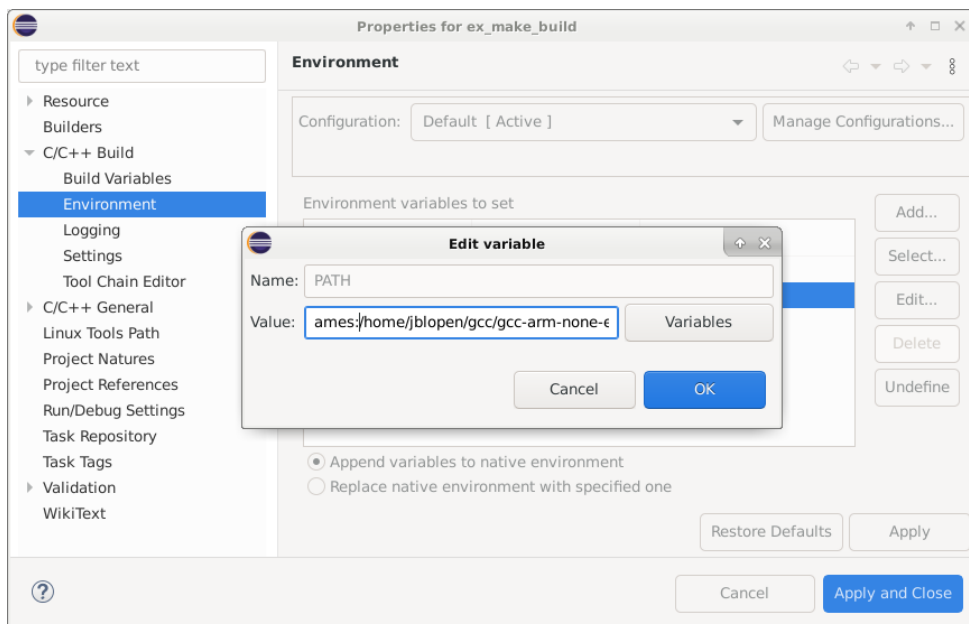 Properties for ex_make_build
type filter text
Environment
Resource
Builders
C/C++ Build
Build Variables
Environment
Logging
Settings
Tool Chain Editor
C/C++ General
Linux Tools Path
Project Natures
Project References
Run/Debug Settings
Task Repository
Task Tags
Validation
WikiText
Configuration:
Default [ Active ]
Manage Configurations...
Environment variables to set
Add...
Select...
Edit...
Delete
Undefine
Edit variable
Name: PATH
Value: ames:/home/jblopen/gcc/gcc-arm-none-e
Variables
Cancel
OK
Append variables to native environment
Replace native environment with specified one
Restore Defaults
Apply
?
Cancel
Apply and Close